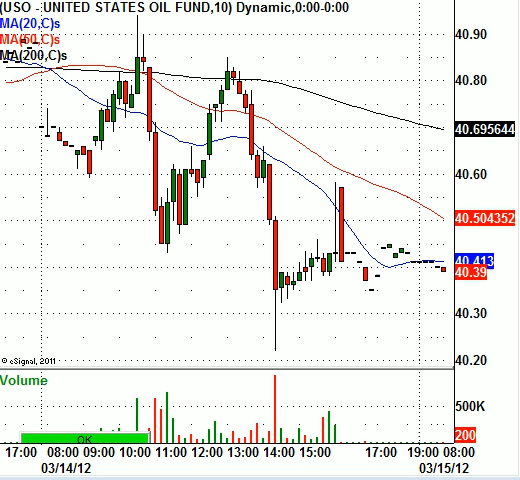 (USO - UNITED STATES OIL FUND,10) Dynamic,0:00-0:00
MA(20,C)s
MA(50,C)s
MA(200,C)s
40.90
40.80
40.695644
40.60
40.504352
40.413
40.39
40.30
40.20
© eSignal, 2011
Volume
500K
200
OK
17:00 08:00 09:00 10:00 11:00 12:00 13:00 14:00 15:00 17:00 19:00 08:00
03/14/12 03/15/12